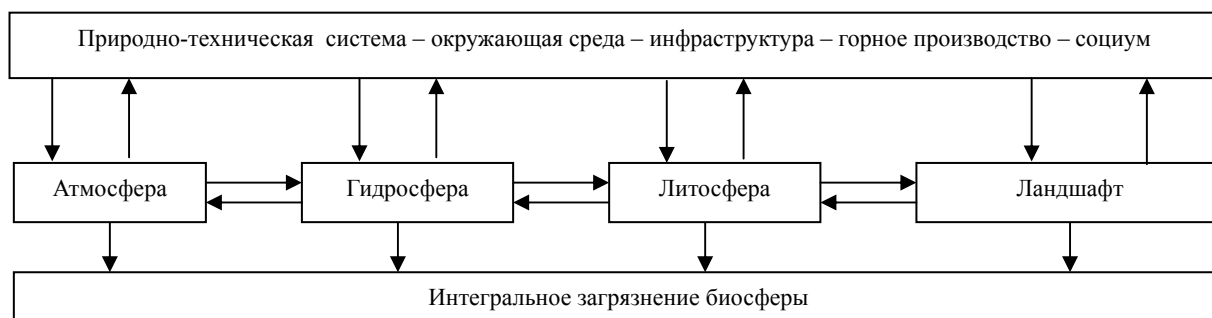 Природно-техническая система – окружающая среда – инфраструктура – горное производство – социум
Атмосфера
Гидросфера
Литосфера
Ландшафт
Интегральное загрязнение биосферы